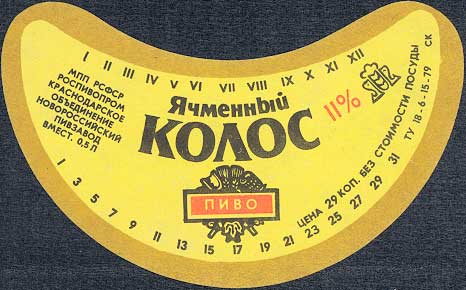 I II III IV V VI VII VIII IX X XI XII
МПП РСФСР
РОСПИВОПРОМ
КРАСНОДАРСКОЕ
ОБЪЕДИНЕНИЕ
НОВОРОССИЙСКИЙ
ПИВЗАВОД
ВМЕСТ. 0,5 Л
Ячменный
КОЛОС
11%
ПИВО
ЦЕНА 29 КОП. БЕЗ СТОИМОСТИ ПОСУДЫ
ТУ 18-6-15-79 СК
1 3 5 7 9 11 13 15 17 19 21 23 25 27 29 31